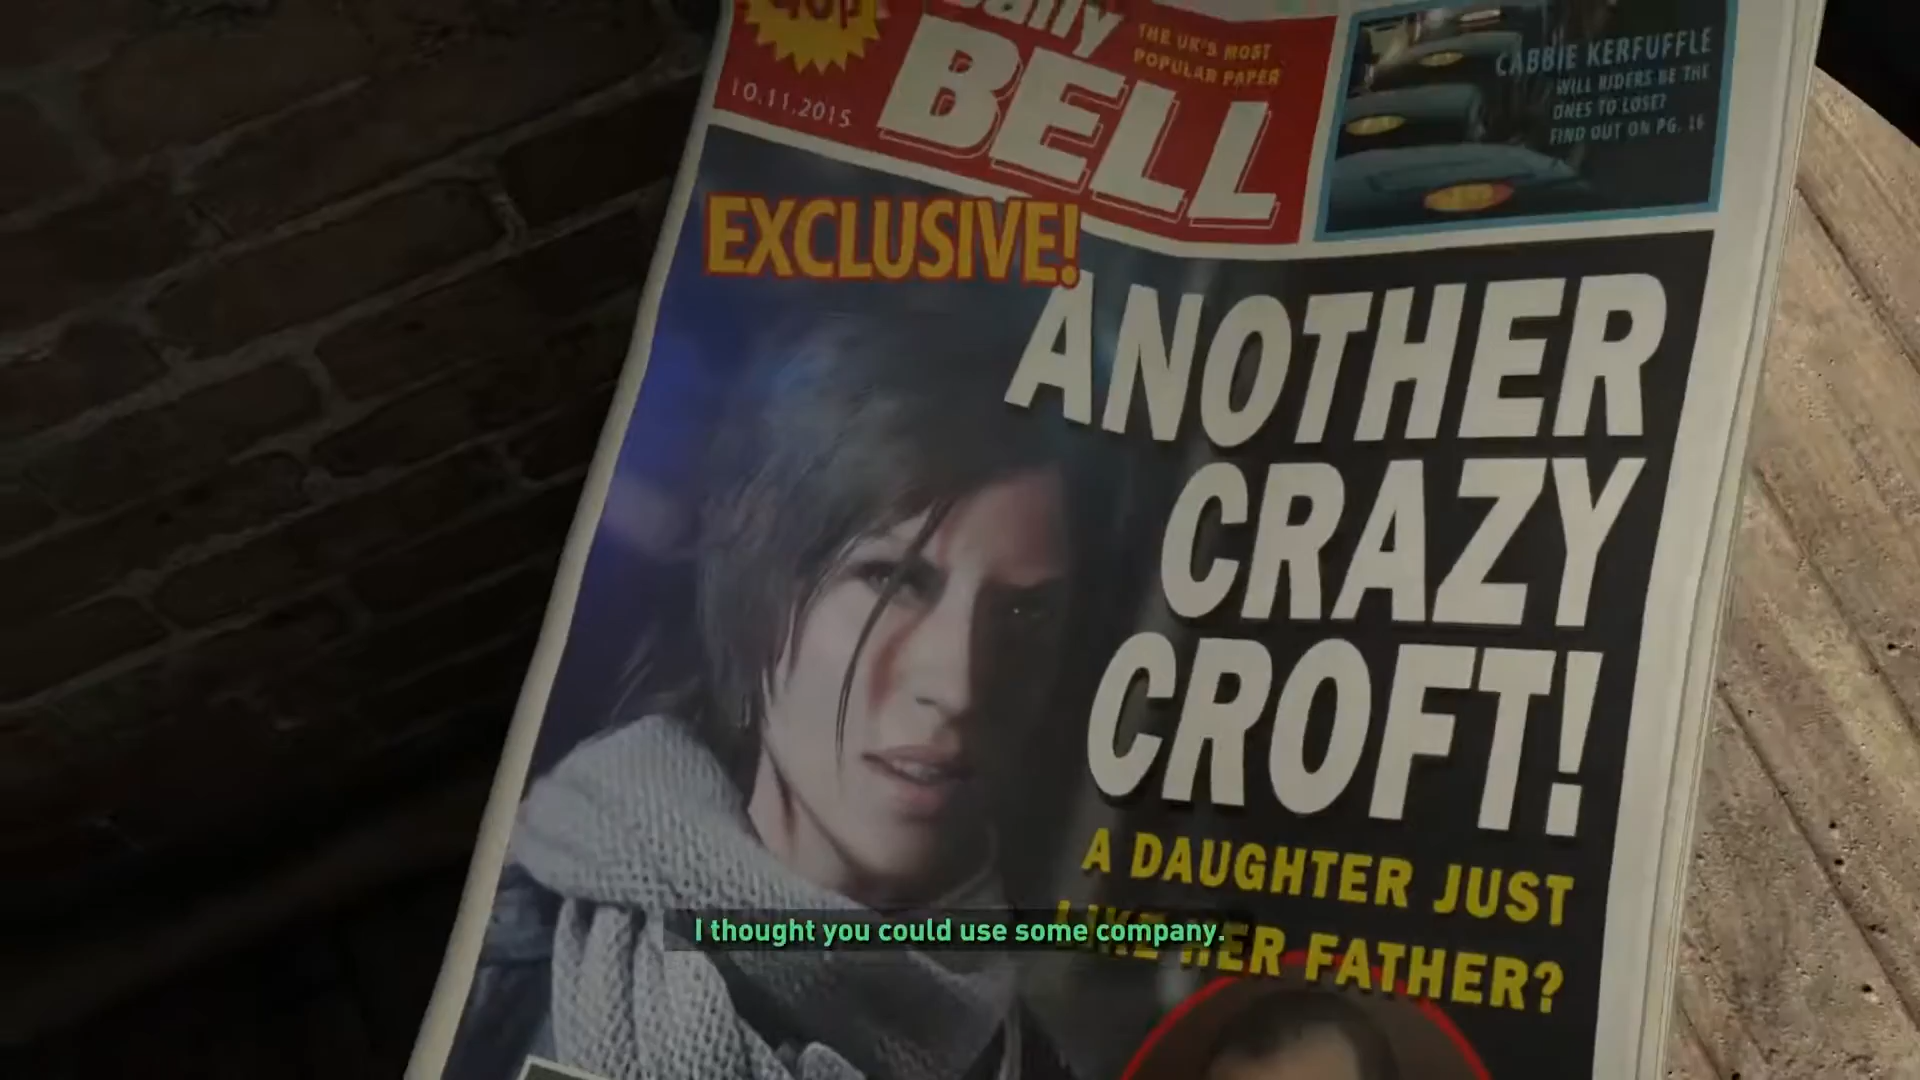 40p
Daily
BELL
THE UK'S MOST
POPULAR PAPER
10.11.2015
CABBIE KERFUFFLE
WILL RIDERS BE THE
ONES TO LOSE?
FIND OUT ON PG. 16
EXCLUSIVE!
ANOTHER
CRAZY
CROFT!
A DAUGHTER JUST
LIKE HER FATHER?
I thought you could use some company.